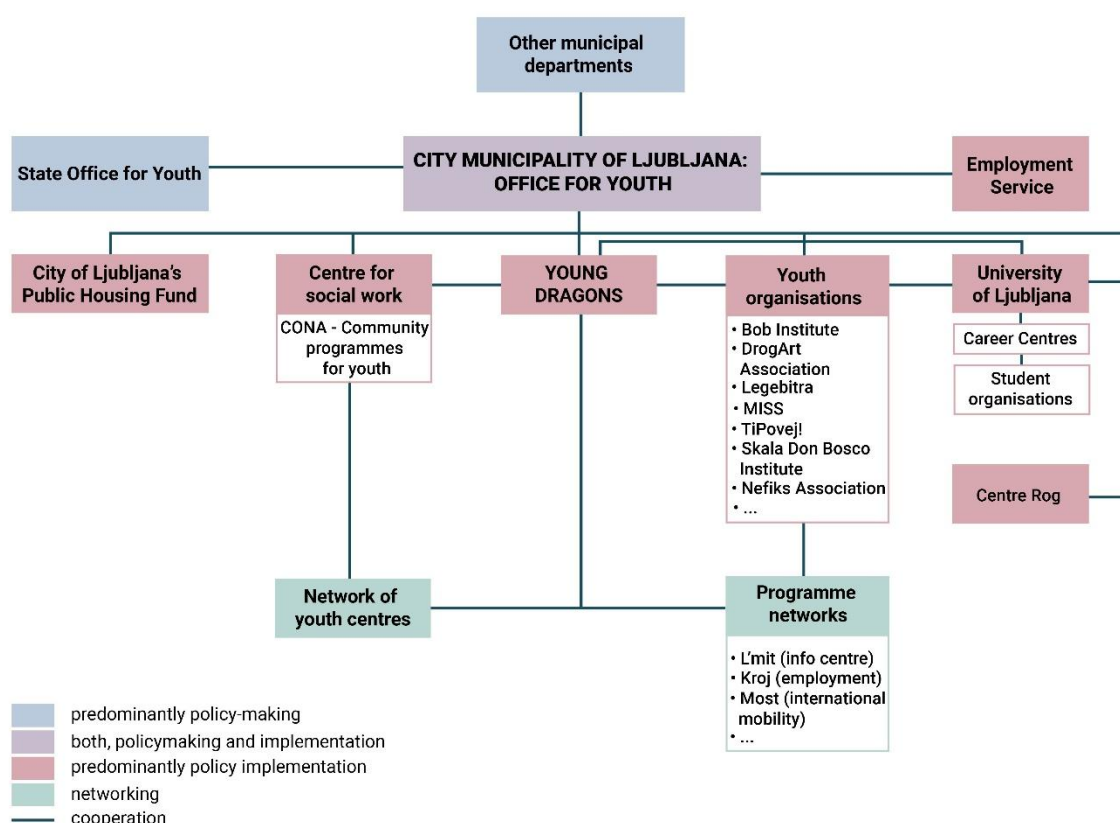 Other municipal
departments
State Office for Youth
CITY MUNICIPALITY OF LJUBLJANA:
OFFICE FOR YOUTH
Employment
Service
City of Ljubljana’s
Public Housing Fund
Centre for
social work
CONA - Community
programmes
for youth
YOUNG
DRAGONS
Youth
organisations
• Bob Institute
• DrogArt
Association
• Legebitra
• MISS
• TiPovej!
• Skala Don Bosco
Institute
• Nefiks Association
• ...
University
of Ljubljana
Career Centres
Student
organisations
Centre Rog
Network of
youth centres
Programme
networks
• L’mit (info centre)
• Kroj (employment)
• Most (international
mobility)
• ...
predominantly policy-making
both, policymaking and implementation
predominantly policy implementation
networking
cooperation